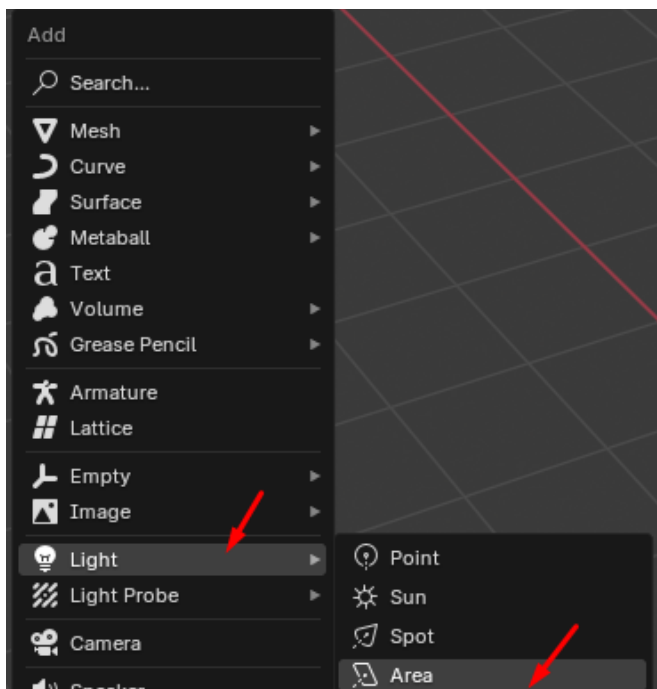 Add
Search...
Mesh
Curve
Surface
Metaball
Text
Volume
Grease Pencil
Armature
Lattice
Empty
Image
Light
Light Probe
Camera
Speaker
Point
Sun
Spot
Area